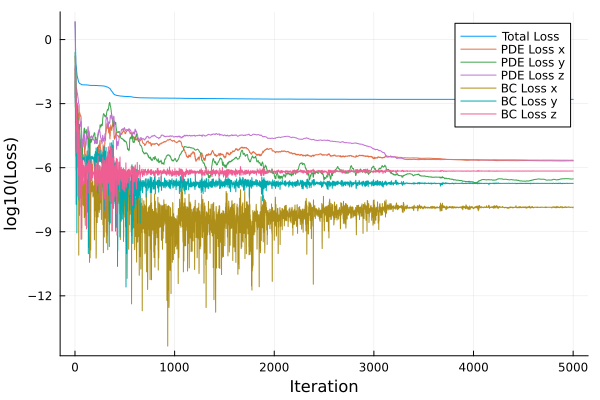 0
−3
−6
−9
−12
log10(Loss)
0
1000
2000
3000
4000
5000
Iteration
Total Loss
PDE Loss x
PDE Loss y
PDE Loss z
BC Loss x
BC Loss y
BC Loss z